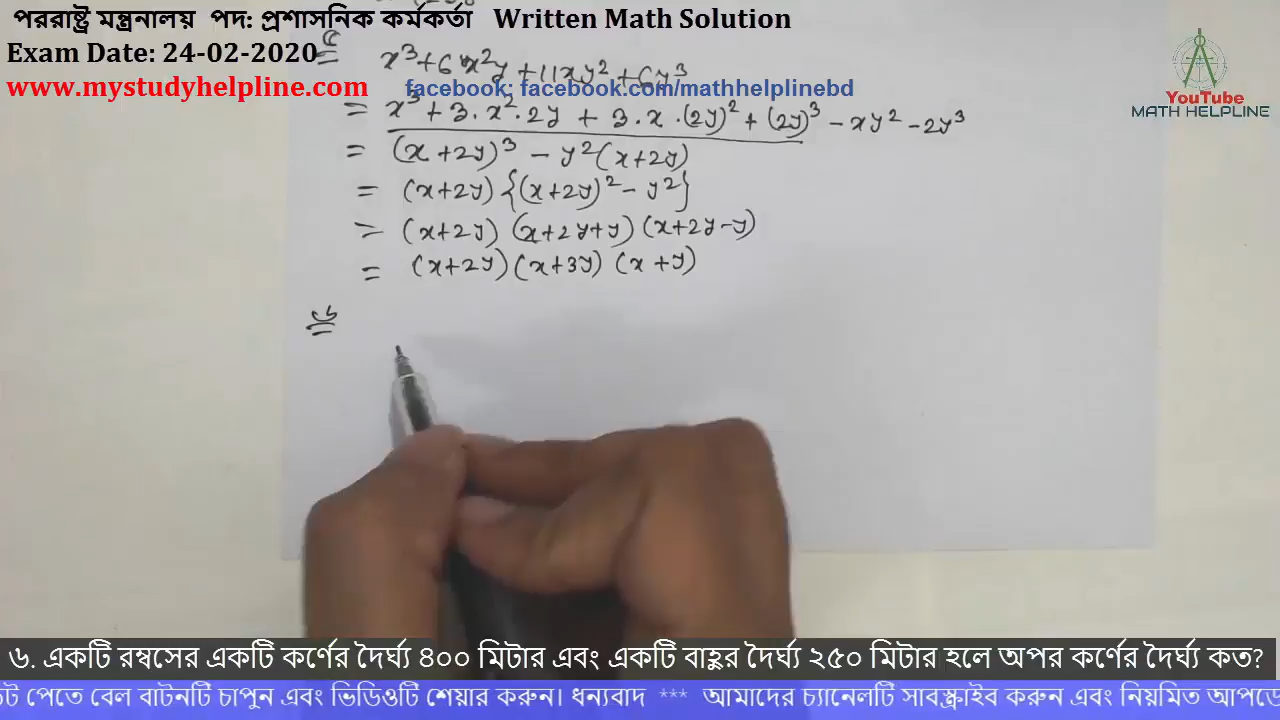 পররাষ্ট্র মন্ত্রনালয় পদ: প্রশাসনিক কর্মকর্তা Written Math Solution
Exam Date: 24-02-2020
www.mystudyhelpline.com
facebook; facebook.com/mathhelplinebd
YouTube
MATH HELPLINE
৫
x³+6x²y+11xy²+6y³
= x³+3.x².2y+3.x.(2y)²+(2y)³-xy²-2y³
= (x+2y)³-y²(x+2y)
= (x+2y){(x+2y)²-y²}
= (x+2y)(x+2y+y)(x+2y-y)
= (x+2y)(x+3y)(x+y)
৬
৬. একটি রম্বসের একটি কর্ণের দৈর্ঘ্য ৪০০ মিটার এবং একটি বাহুর দৈর্ঘ্য ২৫০ মিটার হলে অপর কর্ণের দৈর্ঘ্য কত?
পেতে বেল বাটনটি চাপুন এবং ভিডিওটি শেয়ার করুন। ধন্যবাদ *** আমাদের চ্যানেলটি সাবস্ক্রাইব করুন এবং নিয়মিত